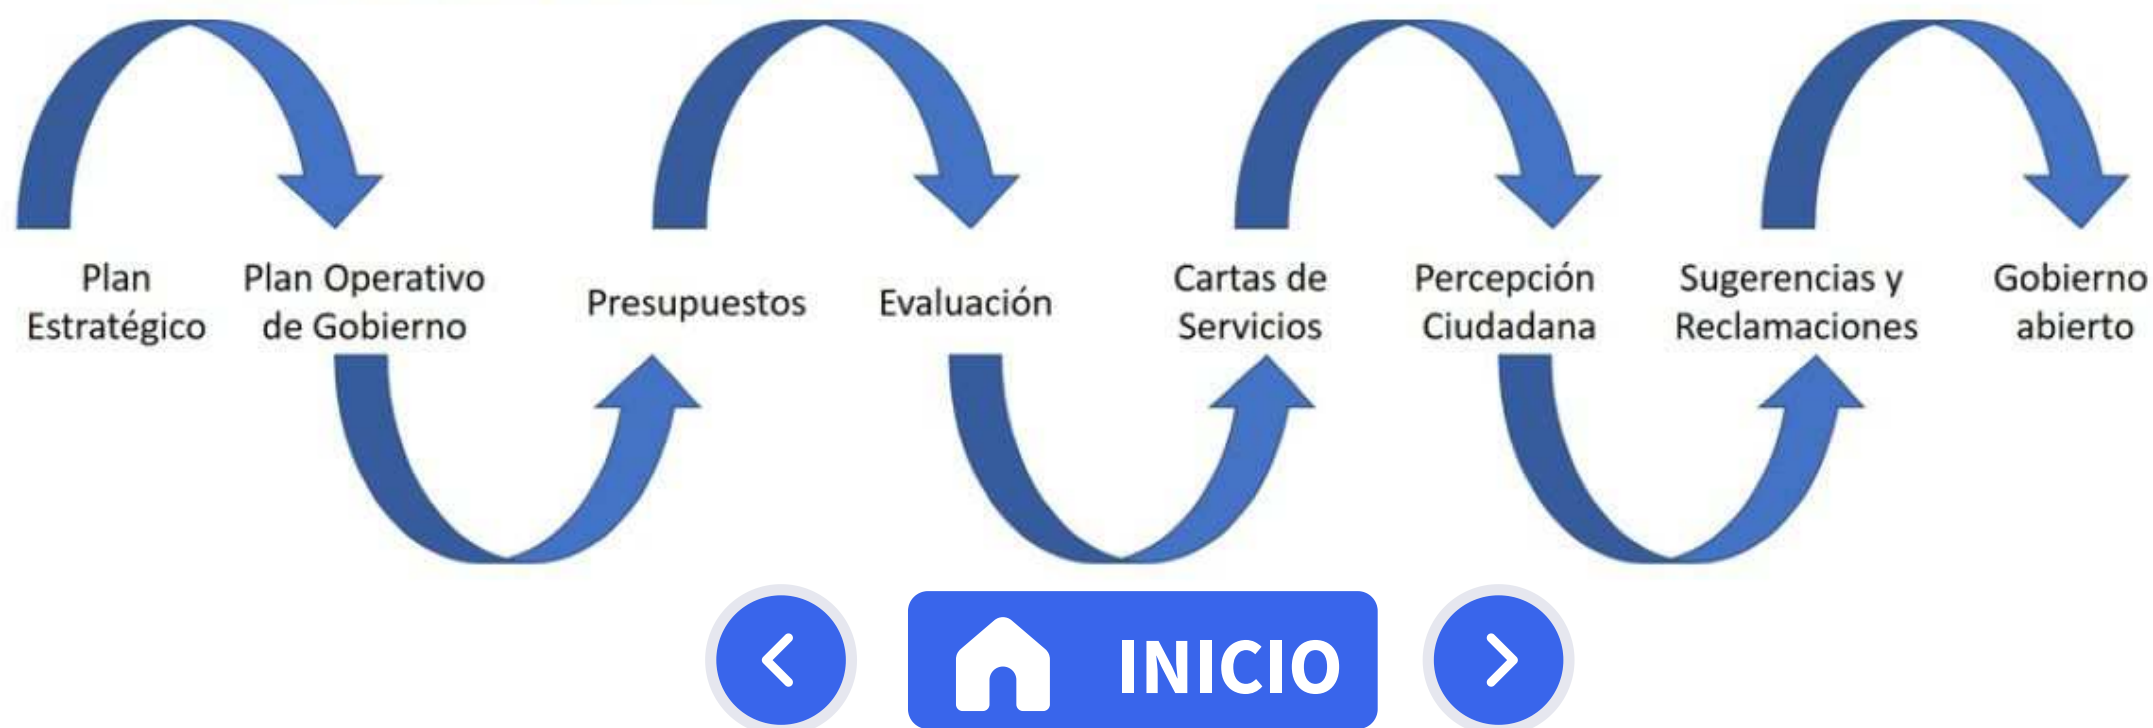 Plan
Estratégico
Plan Operativo
de Gobierno
Presupuestos
Evaluación
Cartas de
Servicios
Percepción
Ciudadana
Sugerencias y
Reclamaciones
Gobierno
abierto
INICIO